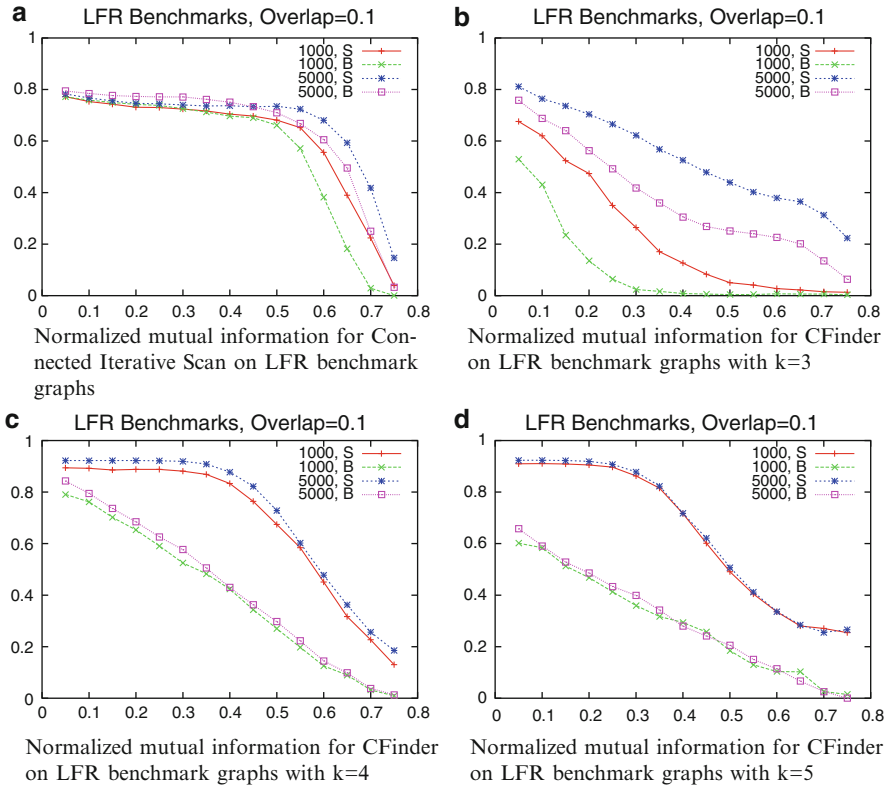 a
LFR Benchmarks, Overlap=0.1
1
0.8
0.6
0.4
0.2
0
0 0.1 0.2 0.3 0.4 0.5 0.6 0.7 0.8
1000, S
1000, B
5000, S
5000, B
Normalized mutual information for Con-
nected Iterative Scan on LFR benchmark
graphs
b
LFR Benchmarks, Overlap=0.1
1
0.8
0.6
0.4
0.2
0
0 0.1 0.2 0.3 0.4 0.5 0.6 0.7 0.8
1000, S
1000, B
5000, S
5000, B
Normalized mutual information for CFinder
on LFR benchmark graphs with k=3
c
LFR Benchmarks, Overlap=0.1
1
0.8
0.6
0.4
0.2
0
0 0.1 0.2 0.3 0.4 0.5 0.6 0.7 0.8
1000, S
1000, B
5000, S
5000, B
Normalized mutual information for CFinder
on LFR benchmark graphs with k=4
d
LFR Benchmarks, Overlap=0.1
1
0.8
0.6
0.4
0.2
0
0 0.1 0.2 0.3 0.4 0.5 0.6 0.7 0.8
1000, S
1000, B
5000, S
5000, B
Normalized mutual information for CFinder
on LFR benchmark graphs with k=5